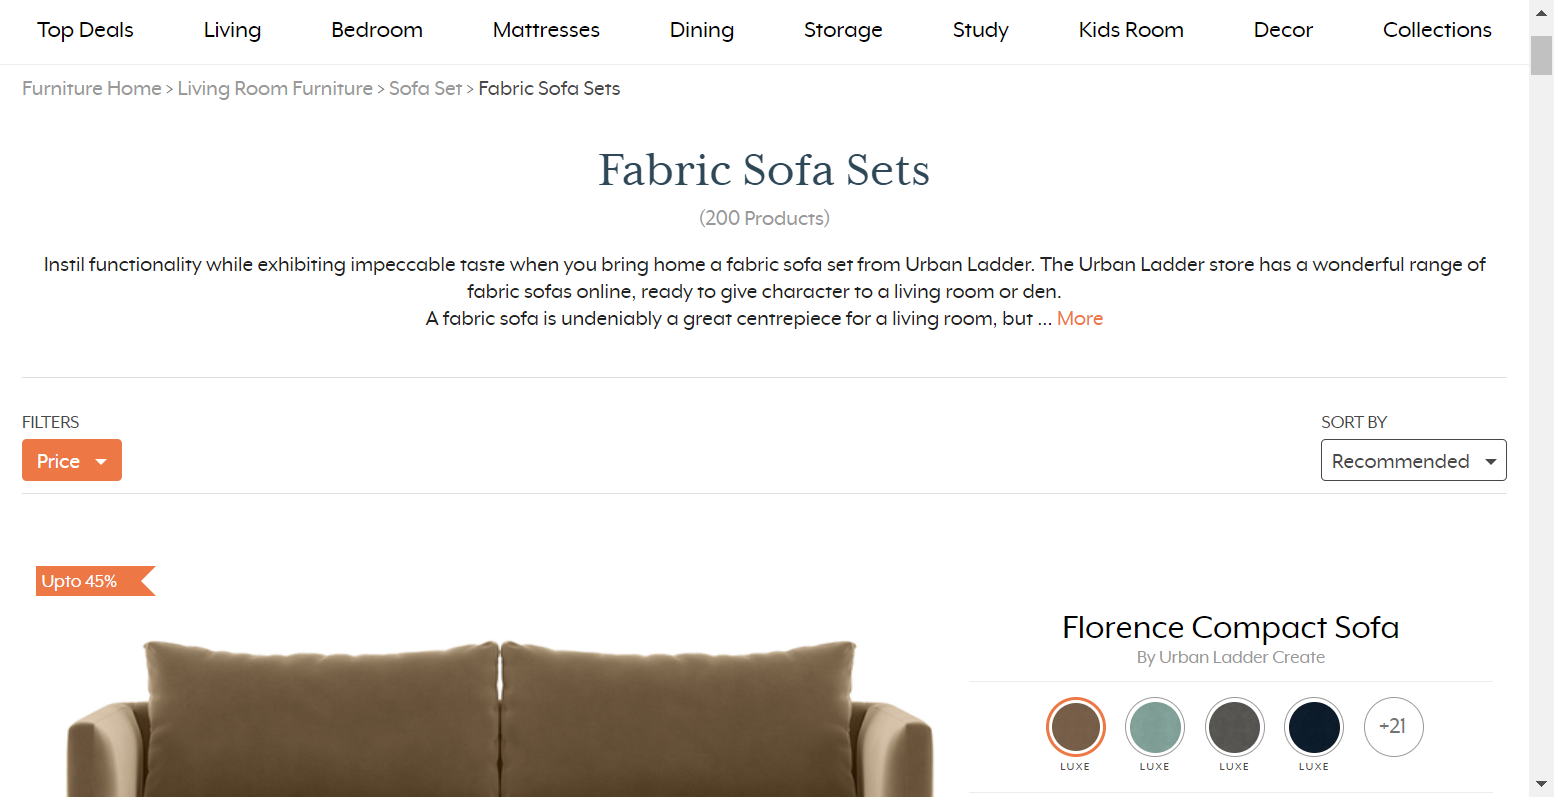 Top Deals Living Bedroom Mattresses Dining Storage Study Kids Room Decor Collections
Furniture Home > Living Room Furniture > Sofa Set > Fabric Sofa Sets
Fabric Sofa Sets
(200 Products)
Instil functionality while exhibiting impeccable taste when you bring home a fabric sofa set from Urban Ladder. The Urban Ladder store has a wonderful range of
fabric sofas online, ready to give character to a living room or den.
A fabric sofa is undeniably a great centrepiece for a living room, but ... More
FILTERS
Price
SORT BY
Recommended
Upto 45%
Florence Compact Sofa
By Urban Ladder Create
+21
LUXE LUXE LUXE LUXE